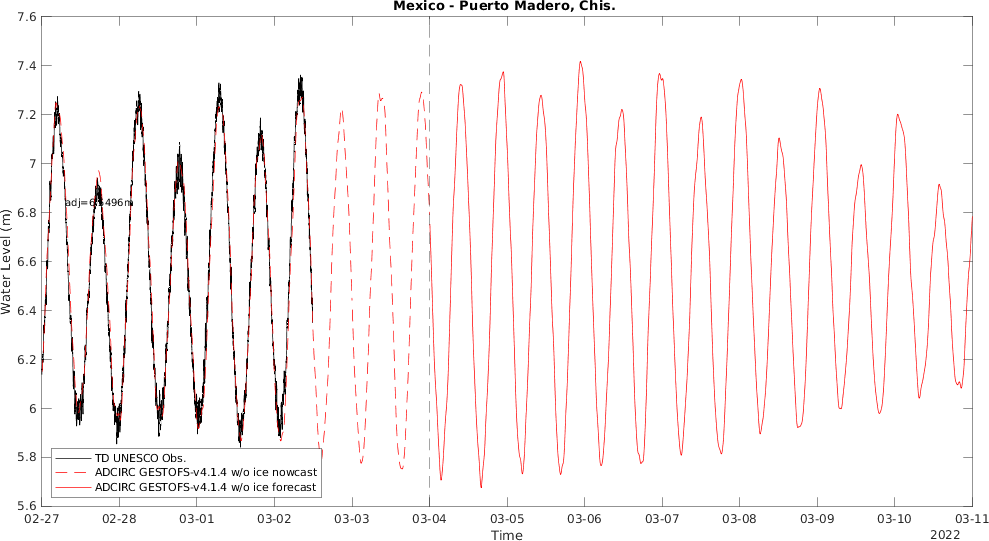 Mexico - Puerto Madero, Chis.
7.6
7.4
7.2
7
6.8
6.6
6.4
6.2
6
5.8
5.6
Water Level (m)
TD UNESCO Obs.
ADCIRC GESTOFS-v4.1.4 w/o ice nowcast
ADCIRC GESTOFS-v4.1.4 w/o ice forecast
02-27 02-28 03-01 03-02 03-03 03-04 03-05 03-06 03-07 03-08 03-09 03-10 03-11
Time
2022